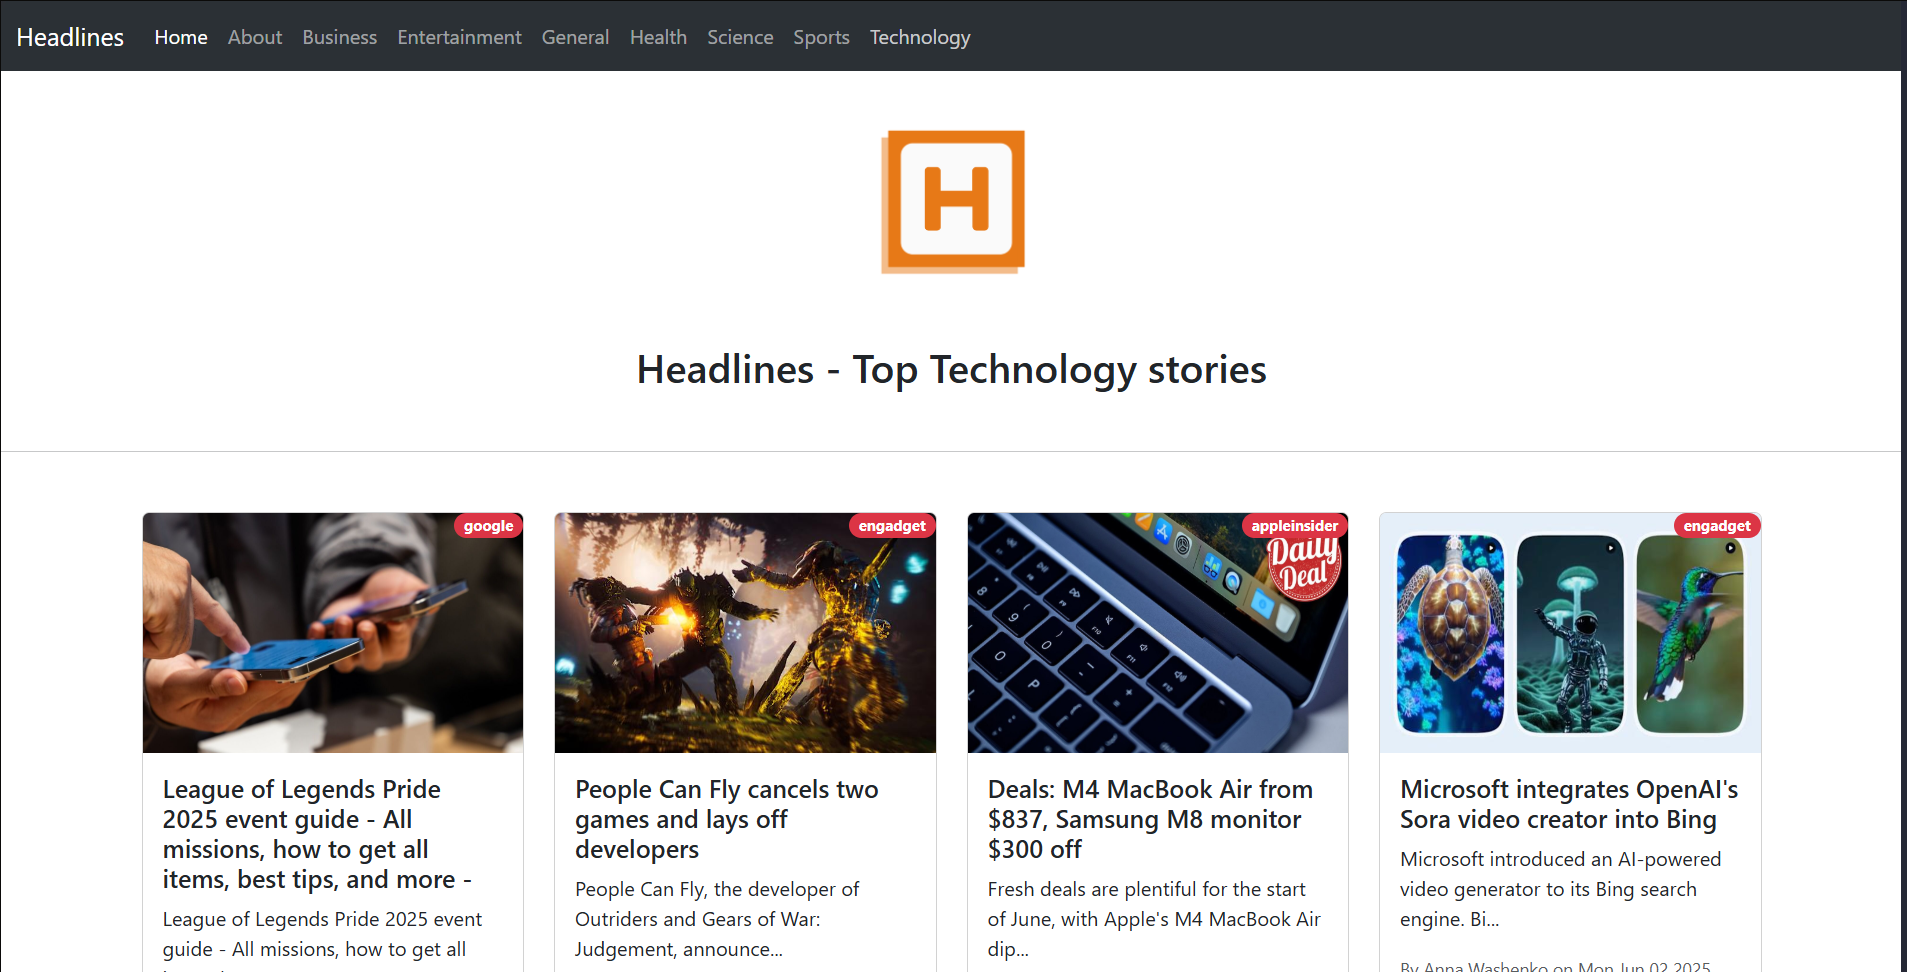 Headlines Home About Business Entertainment General Health Science Sports Technology
H
Headlines - Top Technology stories
google
League of Legends Pride
2025 event guide - All
missions, how to get all
items, best tips, and more -
League of Legends Pride 2025 event
guide - All missions, how to get all
engadget
People Can Fly cancels two
games and lays off
developers
People Can Fly, the developer of
Outriders and Gears of War:
Judgement, announce...
appleinsider
Daily
Deal
Deals: M4 MacBook Air from
$837, Samsung M8 monitor
$300 off
Fresh deals are plentiful for the start
of June, with Apple's M4 MacBook Air
dip...
engadget
Microsoft integrates OpenAI's
Sora video creator into Bing
Microsoft introduced an AI-powered
video generator to its Bing search
engine. Bi...
By Anna Washenko on Mon Jun 02 2025